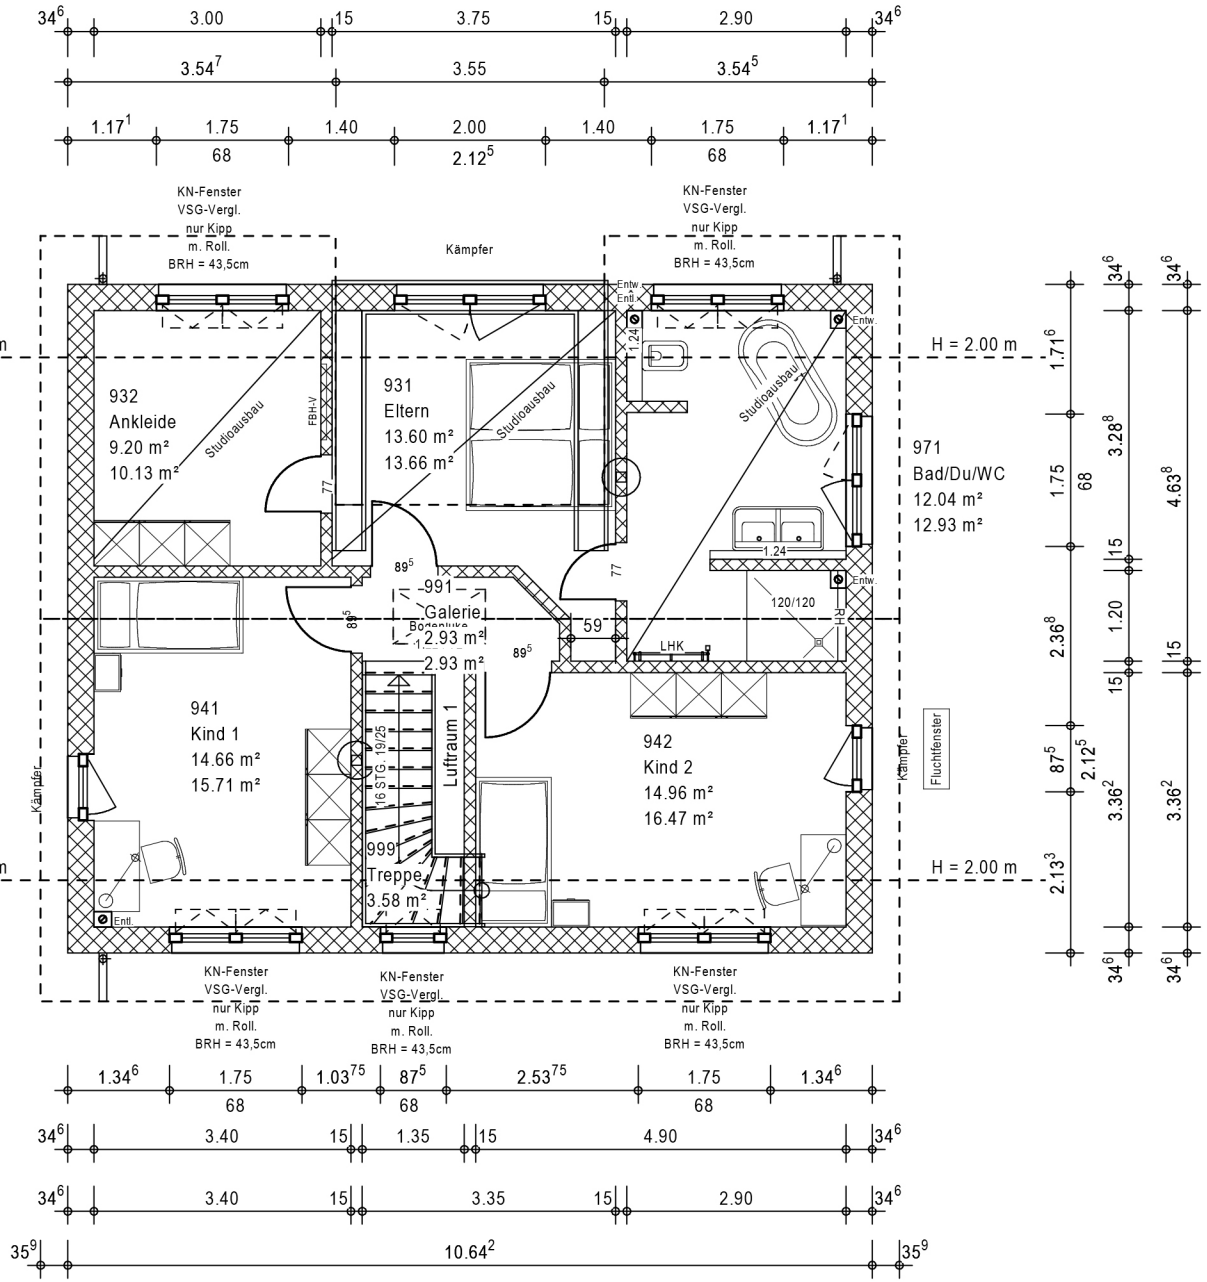 34⁶ 3.00 15 3.75 15 2.90 34⁶
3.54⁷ 3.55 3.54⁵
1.17¹ 1.75 1.40 2.00 1.40 1.75 1.17¹
68 2.12⁵ 68
KN-Fenster
VSG-Vergl.
nur Kipp
m. Roll.
BRH = 43,5cm
Kämpfer
KN-Fenster
VSG-Vergl.
nur Kipp
m. Roll.
BRH = 43,5cm
Entw.
Entl.
Entw.
1.24
m
H = 2.00 m
932
Ankleide
9.20 m²
10.13 m²
Studioausbau
FBH-V
77
931
Eltern
13.60 m²
13.66 m²
Studioausbau
Studioausbau
971
Bad/Du/WC
12.04 m²
12.93 m²
1.24
77
Entw.
120/120
RH
LHK
59
89⁵
89⁵
89⁵
991
Galerie
Bodenluke
2.93 m²
2.93 m²
941
Kind 1
14.66 m²
15.71 m²
16 STG. 19/25
Luftraum 1
942
Kind 2
14.96 m²
16.47 m²
999
Treppe
3.58 m²
Kämpfer
Kämpfer
Fluchtfenster
m
H = 2.00 m
Entl.
34⁶ 34⁶
1.71⁶
3.28⁸
4.63⁸
1.75
68
15
1.20
2.36⁸
15
15
87⁵
2.12⁵
3.36²
3.36²
2.13³
34⁶ 34⁶
KN-Fenster
VSG-Vergl.
nur Kipp
m. Roll.
BRH = 43,5cm
KN-Fenster
VSG-Vergl.
nur Kipp
m. Roll.
BRH = 43,5cm
KN-Fenster
VSG-Vergl.
nur Kipp
m. Roll.
BRH = 43,5cm
1.34⁶ 1.75 1.03⁷⁵ 87⁵ 2.53⁷⁵ 1.75 1.34⁶
68 68 68
34⁶ 3.40 15 1.35 15 4.90 34⁶
34⁶ 3.40 15 3.35 15 2.90 34⁶
35⁹ 10.64² 35⁹